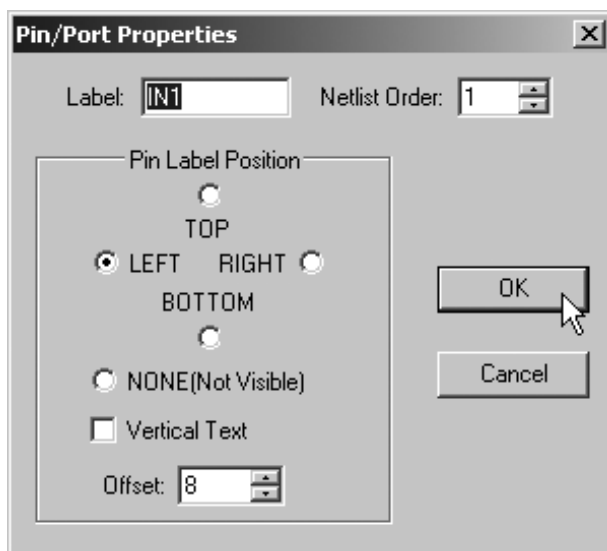 Pin/Port Properties
Label: IN1 Netlist Order: 1
Pin Label Position
TOP
LEFT RIGHT
BOTTOM
NONE(Not Visible)
Vertical Text
Offset: 8
OK
Cancel